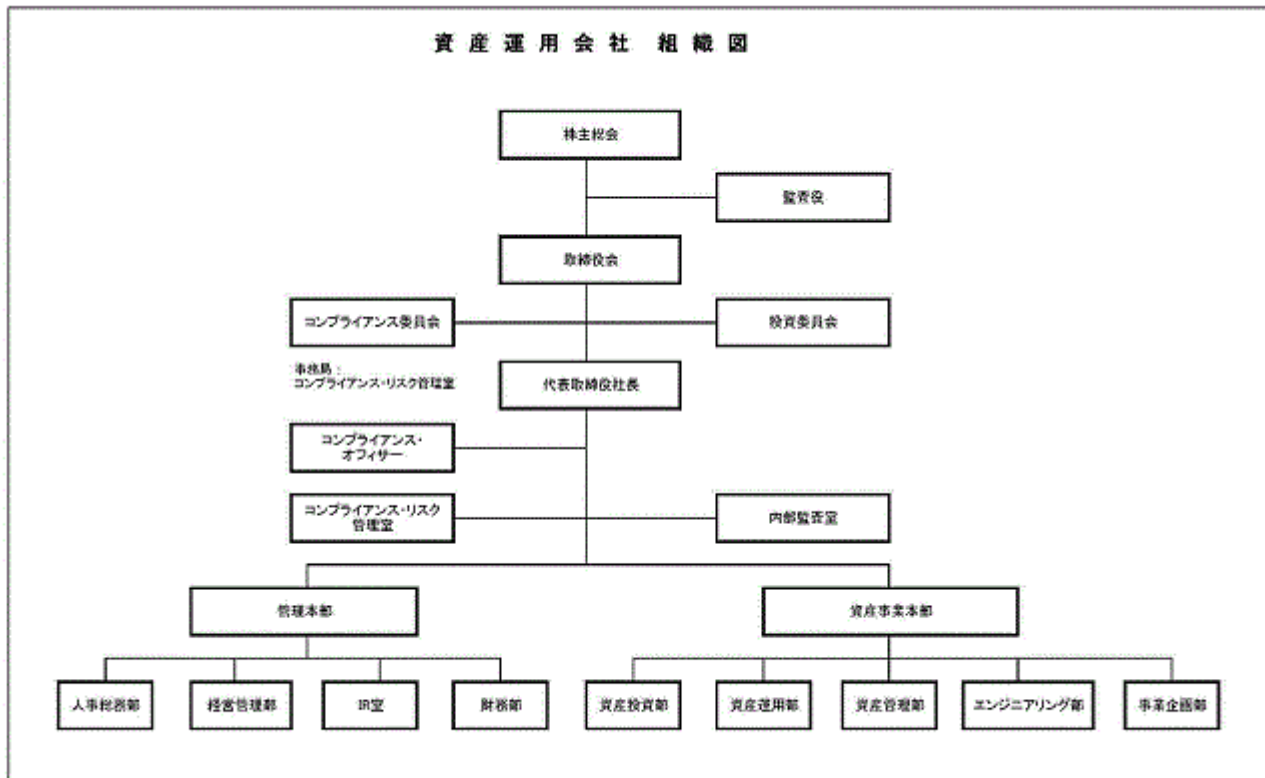 資産運用会社 組織図
株主総会
監査役
取締役会
コンプライアンス委員会
投資委員会
事務局：
コンプライアンス・リスク管理室
代表取締役社長
コンプライアンス・
オフィサー
コンプライアンス・リスク
管理室
内部監査室
管理本部
資産事業本部
人事総務部
経営管理部
IR室
財務部
資産投資部
資産運用部
資産管理部
エンジニアリング部
事業企画部